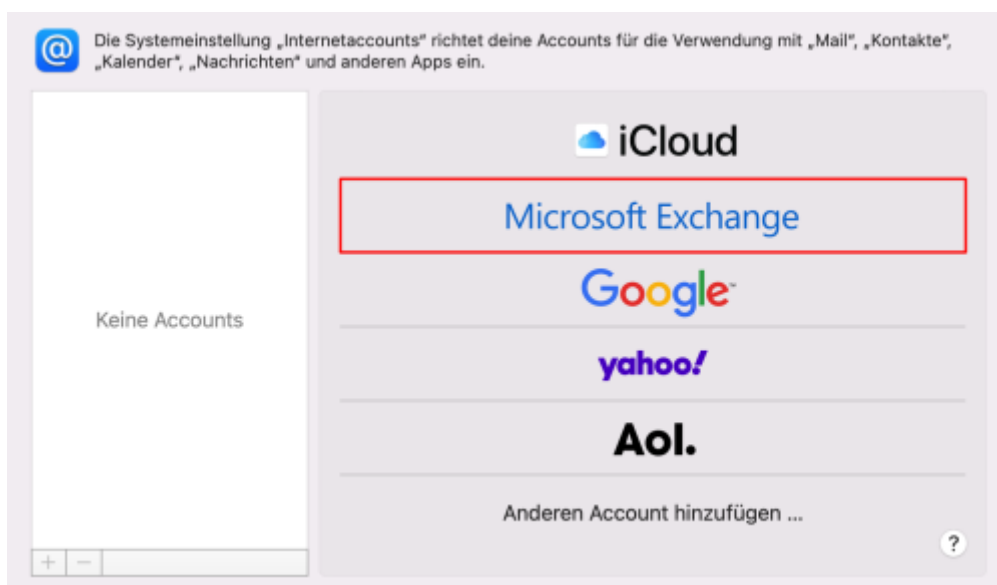 Die Systemeinstellung „Internetaccounts“ richtet deine Accounts für die Verwendung mit „Mail“, „Kontakte“,
„Kalender“, „Nachrichten“ und anderen Apps ein.
iCloud
Microsoft Exchange
Google™
Keine Accounts
yahoo!
Aol.
Anderen Account hinzufügen ...
?
+ −